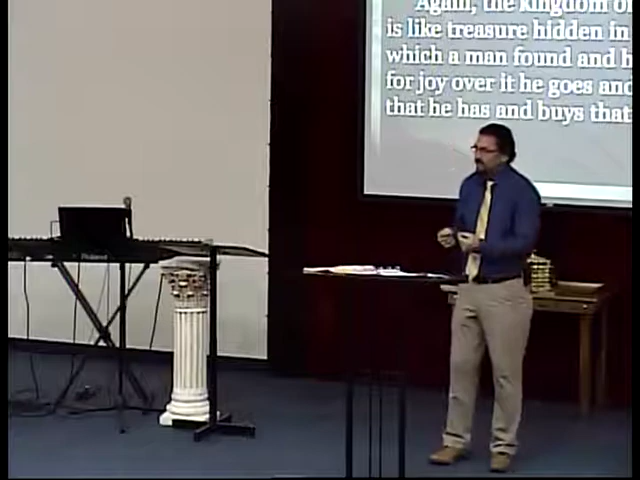 Again, the kingdom of
is like treasure hidden in
which a man found and h
for joy over it he goes and
that he has and buys that
Roland